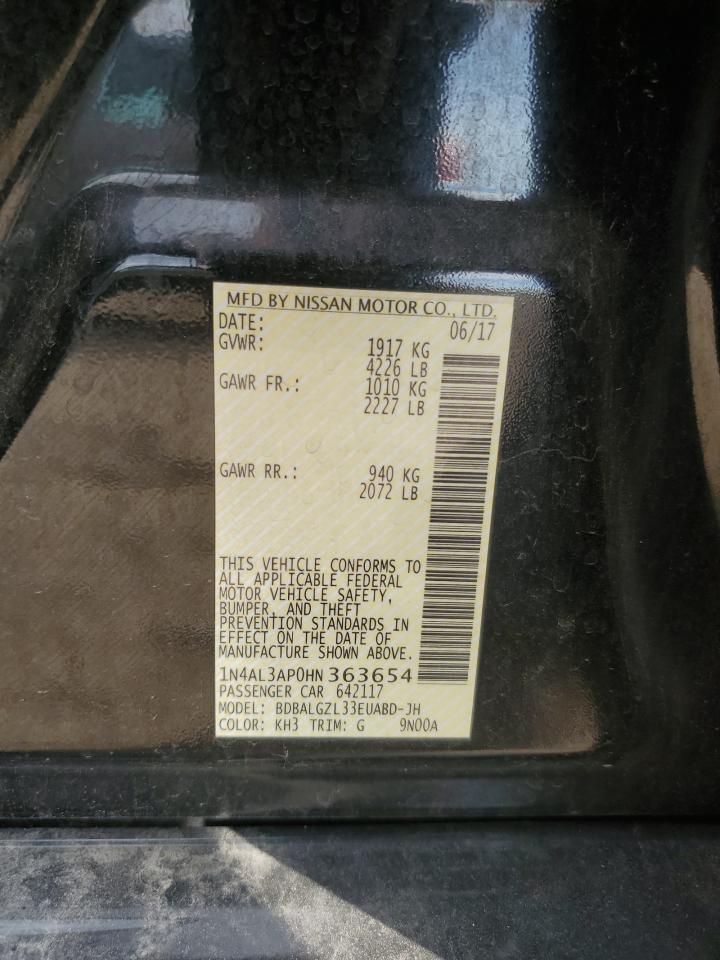 MFD BY NISSAN MOTOR CO., LTD.
DATE: 06/17
GVWR: 1917 KG
4226 LB
GAWR FR.: 1010 KG
2227 LB
GAWR RR.: 940 KG
2072 LB
THIS VEHICLE CONFORMS TO
ALL APPLICABLE FEDERAL
MOTOR VEHICLE SAFETY,
BUMPER, AND THEFT
PREVENTION STANDARDS IN
EFFECT ON THE DATE OF
MANUFACTURE SHOWN ABOVE.
1N4AL3AP0HN363654
PASSENGER CAR 642117
MODEL: BDBALGZL33EUABD-JH
COLOR: KH3 TRIM: G 9N00A